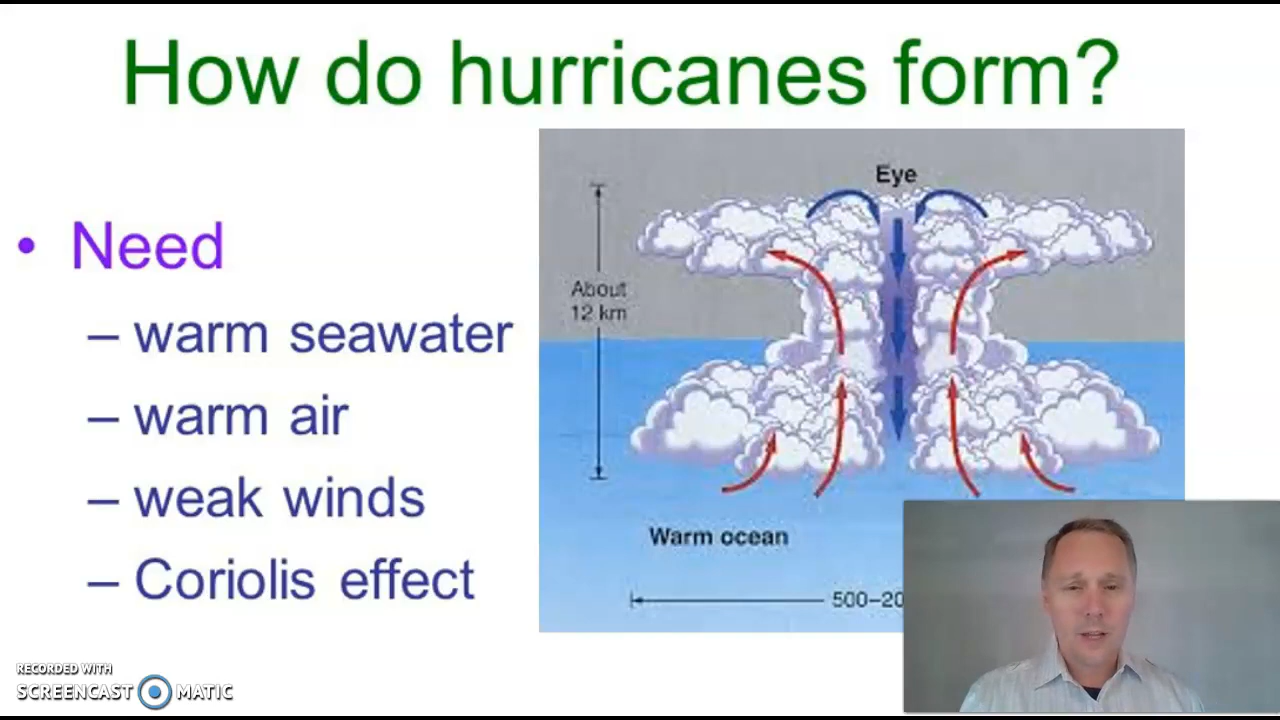 How do hurricanes form?
• Need
– warm seawater
– warm air
– weak winds
– Coriolis effect
Eye
About
12 km
Warm ocean
500–20
RECORDED WITH
SCREENCAST MATIC